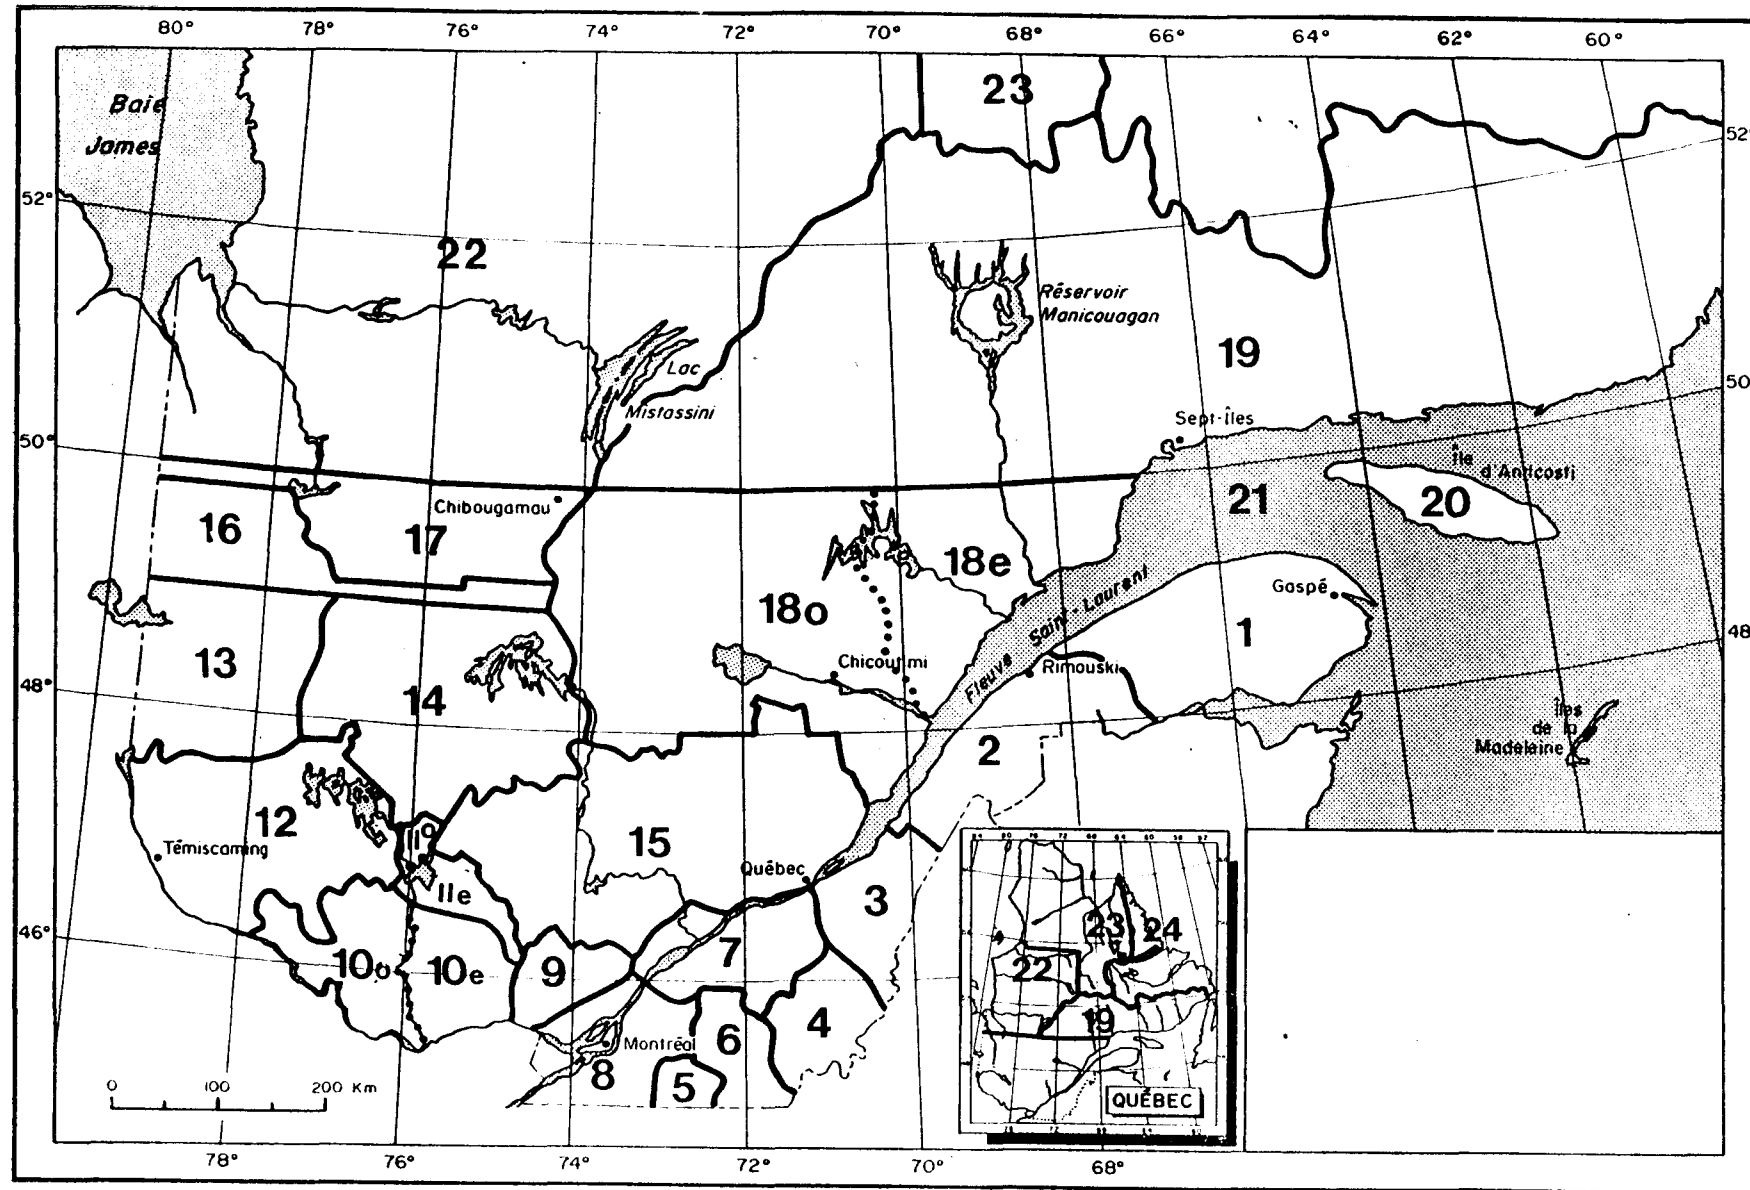 80° 78° 76° 74° 72° 70° 68° 66° 64° 62° 60°
23
Baie
James
52°
52°
22
Réservoir
Manicouagan
19
Lac
Mistassini
50
Sept-Îles
50°
Île
d'Anticosti
Chibougamau
21
20
16
17
18e
Gaspé
18o
Fleuve Saint-Laurent
1
48
13
Chicoutimi
Rimouski
48°
14
Îles
de
la
Madeleine
2
12
11o
Témiscaming
15
Québec
11e
3
46°
7
10o
10e
9
4
6
Montréal
8
5
0 100 200 Km
23
24
22
19
QUÉBEC
78° 76° 74° 72° 70° 68°